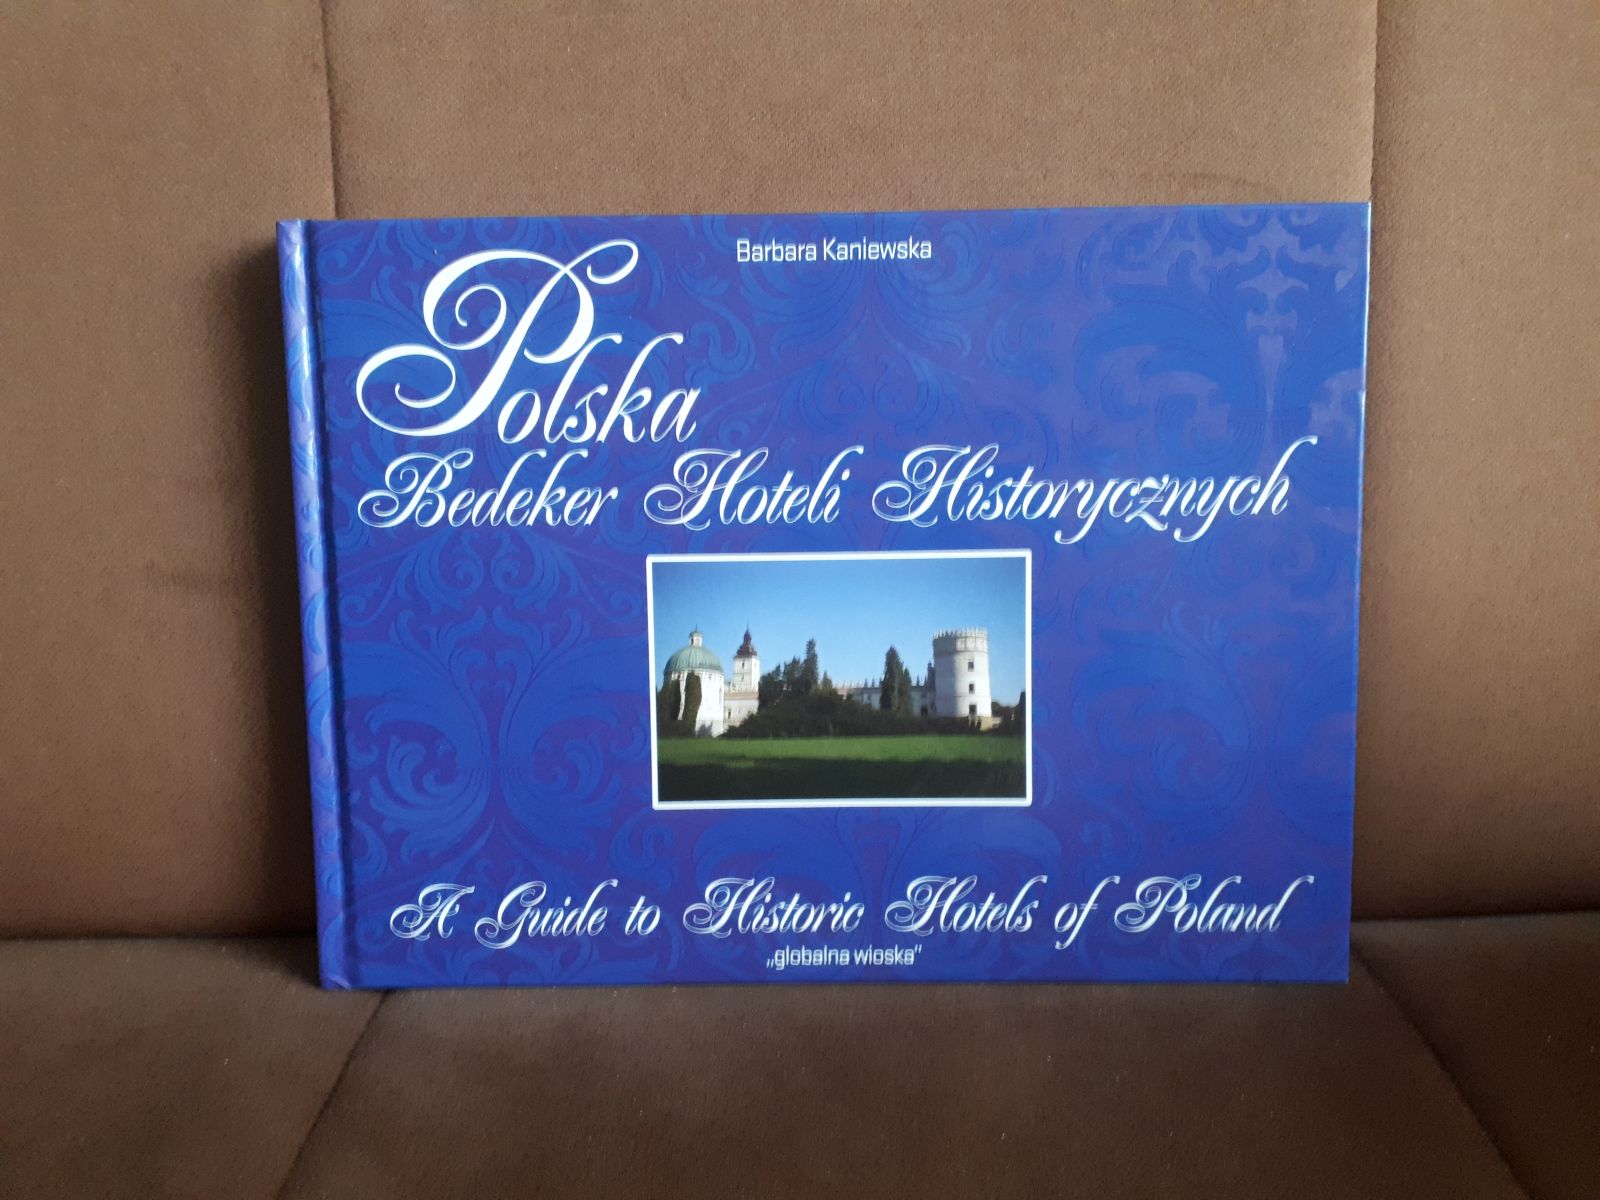 Barbara Kaniewska
Polska
Bedeker Hoteli Historycznych
A Guide to Historic Hotels of Poland
„globalna wioska”